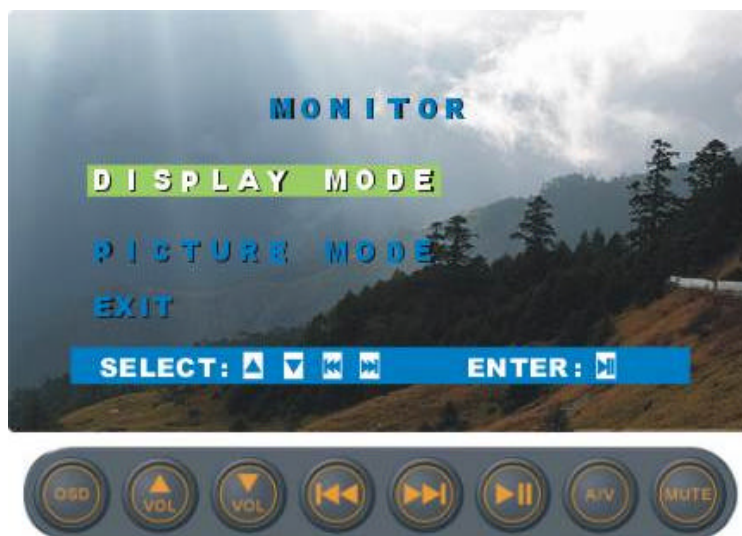 MONITOR
DISPLAY MODE
PICTURE MODE
EXIT
SELECT: ENTER:
OSD VOL VOL A/V MUTE